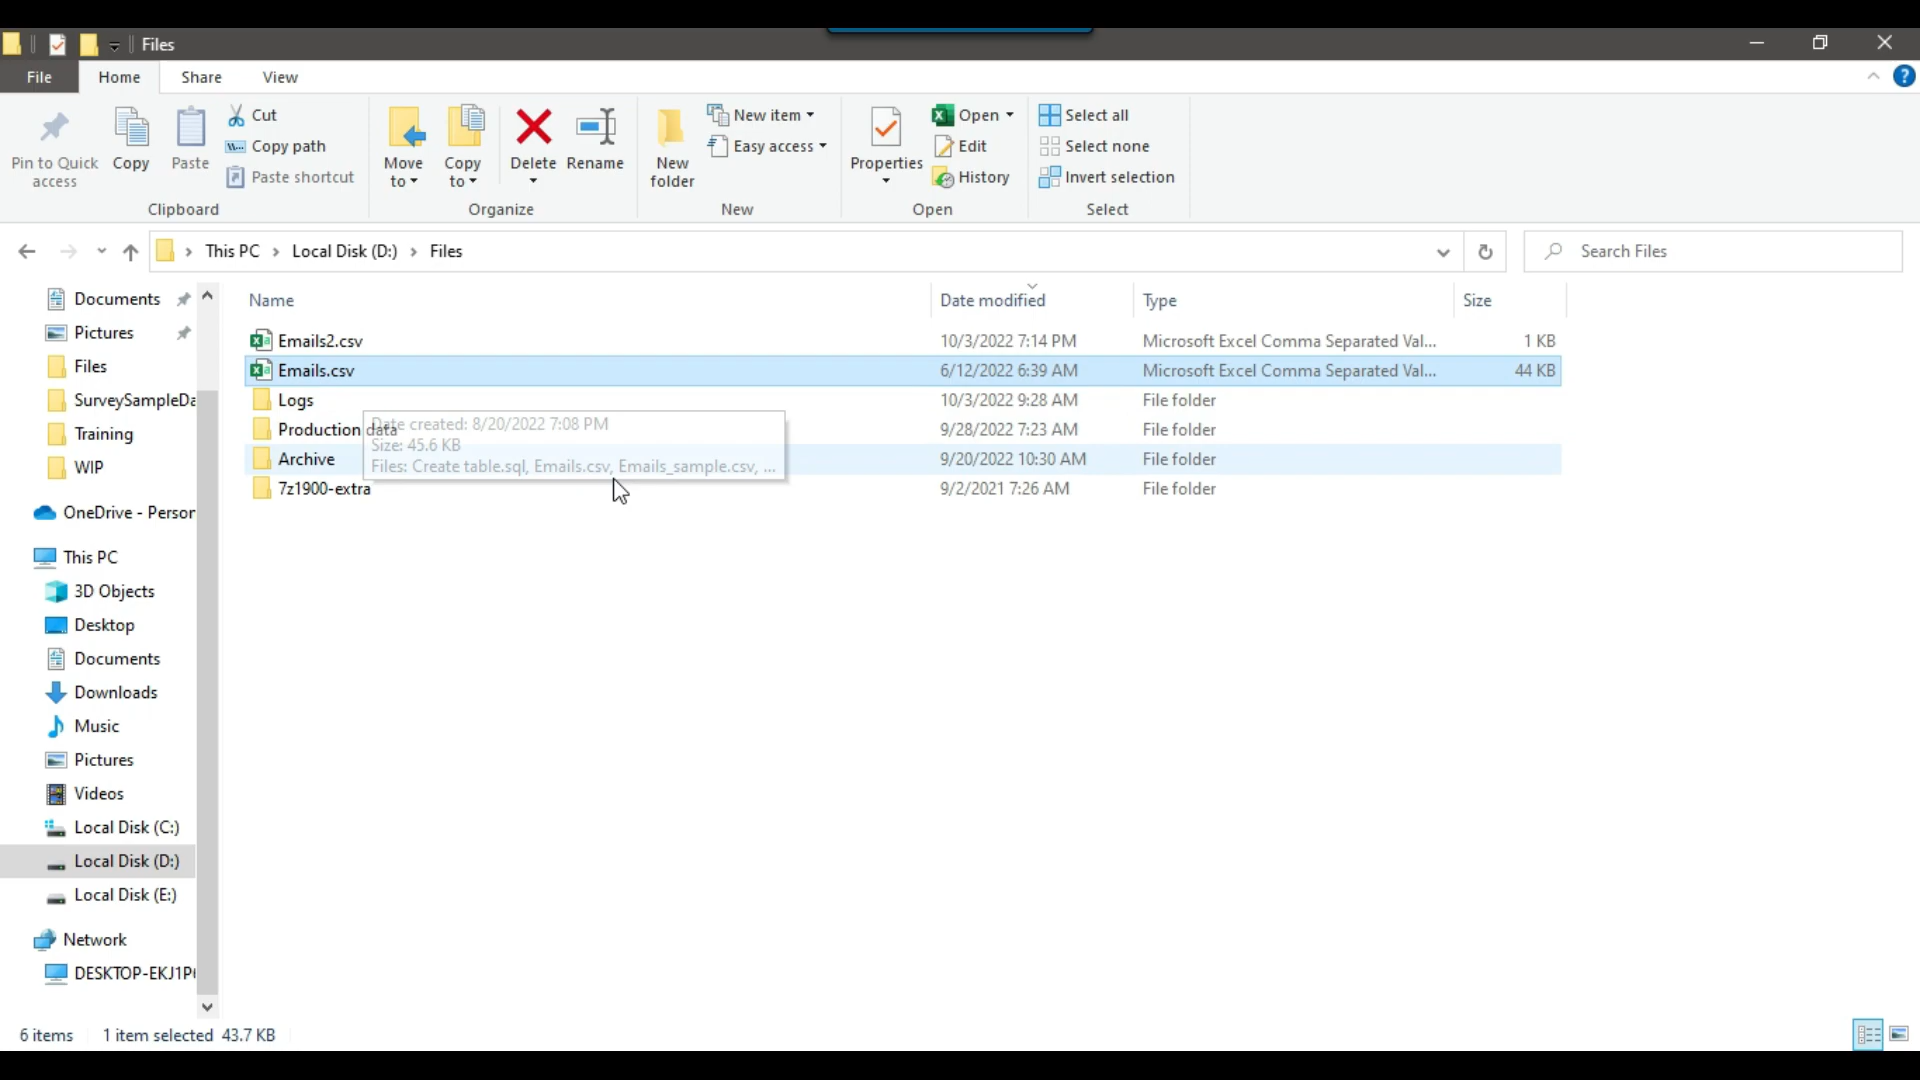 Files
File Home Share View
Pin to Quick access
Copy
Paste
Cut
W... Copy path
Paste shortcut
Clipboard
Move to
Copy to
Delete
Rename
Organize
New folder
New item
Easy access
New
Properties
Open
Edit
History
Open
Select all
Select none
Invert selection
Select
This PC > Local Disk (D:) > Files
Search Files
Documents
Pictures
Files
SurveySampleDa
Training
WIP
OneDrive - Person
This PC
3D Objects
Desktop
Documents
Downloads
Music
Pictures
Videos
Local Disk (C:)
Local Disk (D:)
Local Disk (E:)
Network
DESKTOP-EKJ1P
Name Date modified Type Size
Emails2.csv 10/3/2022 7:14 PM Microsoft Excel Comma Separated Val... 1 KB
Emails.csv 6/12/2022 6:39 AM Microsoft Excel Comma Separated Val... 44 KB
Logs 10/3/2022 9:28 AM File folder
Production data 9/28/2022 7:23 AM File folder
Archive 9/20/2022 10:30 AM File folder
7z1900-extra 9/2/2021 7:26 AM File folder
Date created: 8/20/2022 7:08 PM
Size: 45.6 KB
Files: Create table.sql, Emails.csv, Emails_sample.csv, ...
6 items 1 item selected 43.7 KB